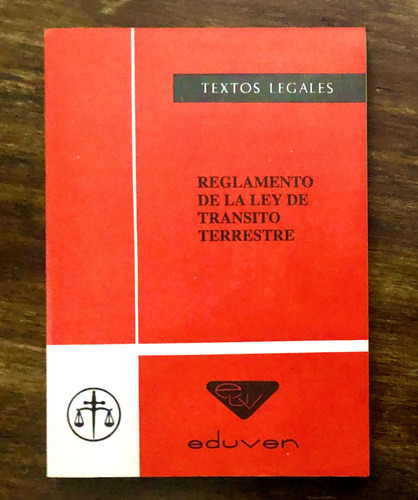 TEXTOS LEGALES
REGLAMENTO
DE LA LEY DE
TRANSITO
TERRESTRE
eduven